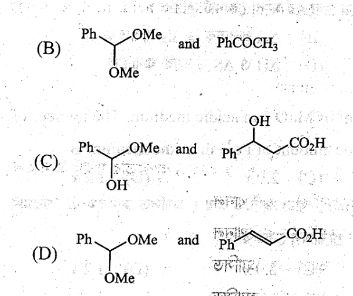 (B) Ph OMe and PhCOCH₃
OMe
OH
(C) Ph OMe and Ph CO₂H
OH
(D) Ph OMe and Ph CO₂H
OMe